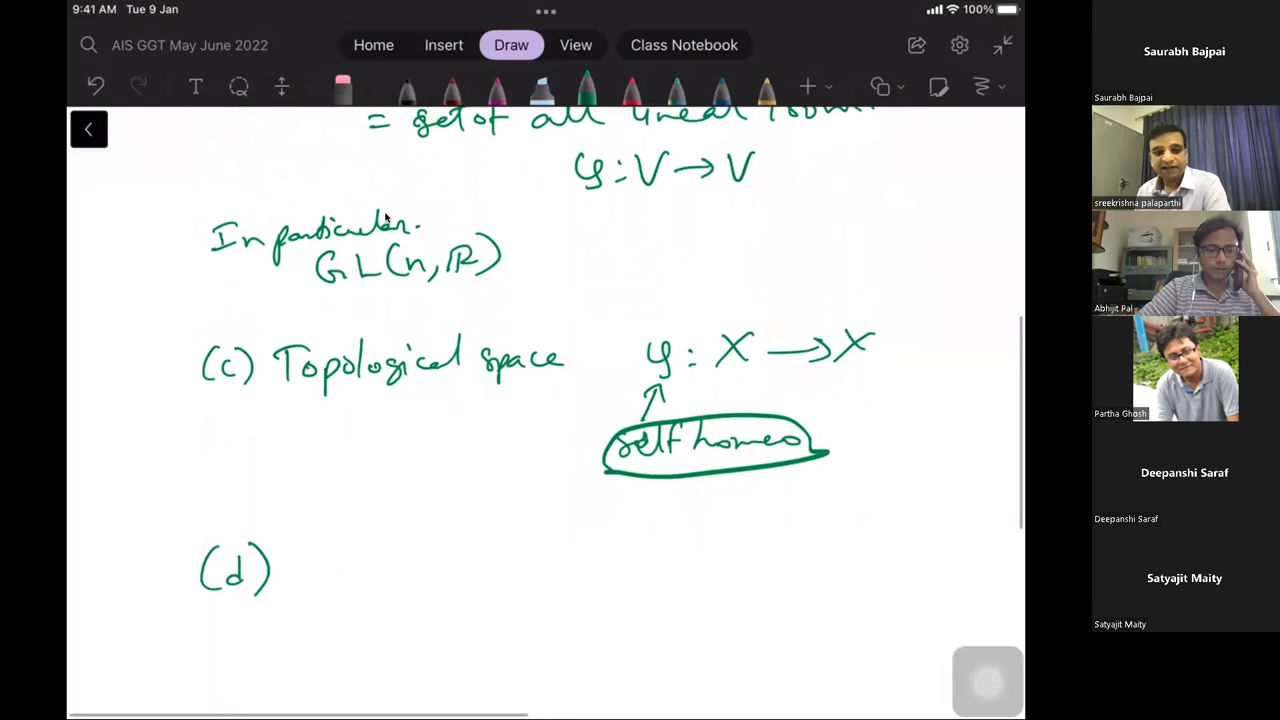 9:41 AM Tue 9 Jan
100%
AIS GGT May June 2022
Home Insert Draw View Class Notebook
= set of all linear isoms.
φ : V → V
In particular.
GL(n, ℝ)
(c) Topological space φ : X → X
self homeo
(d)
Saurabh Bajpai
Saurabh Bajpai
sreekrishna palaparthi
Abhijit Pal
Partha Ghosh
Deepanshi Saraf
Deepanshi Saraf
Satyajit Maity
Satyajit Maity